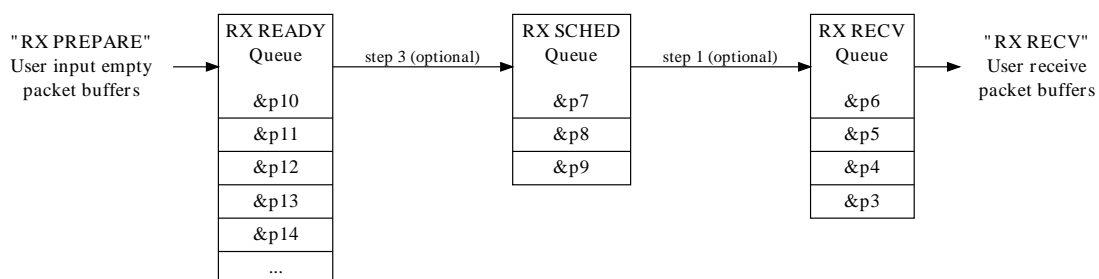 "RX PREPARE"
User input empty
packet buffers
RX READY
Queue
&p10
&p11
&p12
&p13
&p14
...
step 3 (optional)
RX SCHED
Queue
&p7
&p8
&p9
step 1 (optional)
RX RECV
Queue
&p6
&p5
&p4
&p3
"RX RECV"
User receive
packet buffers